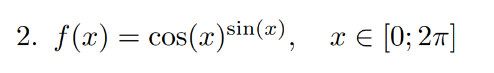 2. f(x) = cos(x)^{sin(x)}, x ∈ [0; 2π]